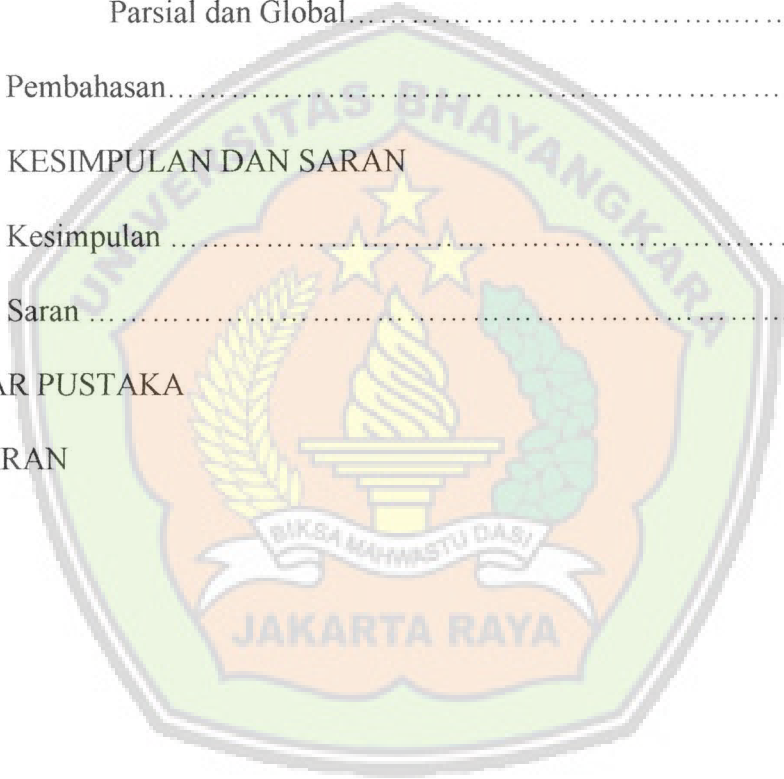 Parsial dan Global……………………………………
Pembahasan……………………………………………
KESIMPULAN DAN SARAN
Kesimpulan ……………………………………………
Saran ……………………………………………………
AR PUSTAKA
RAN
UNIVERSITAS BHAYANGKARA
BIKSA MAHWASTU DASI
JAKARTA RAYA